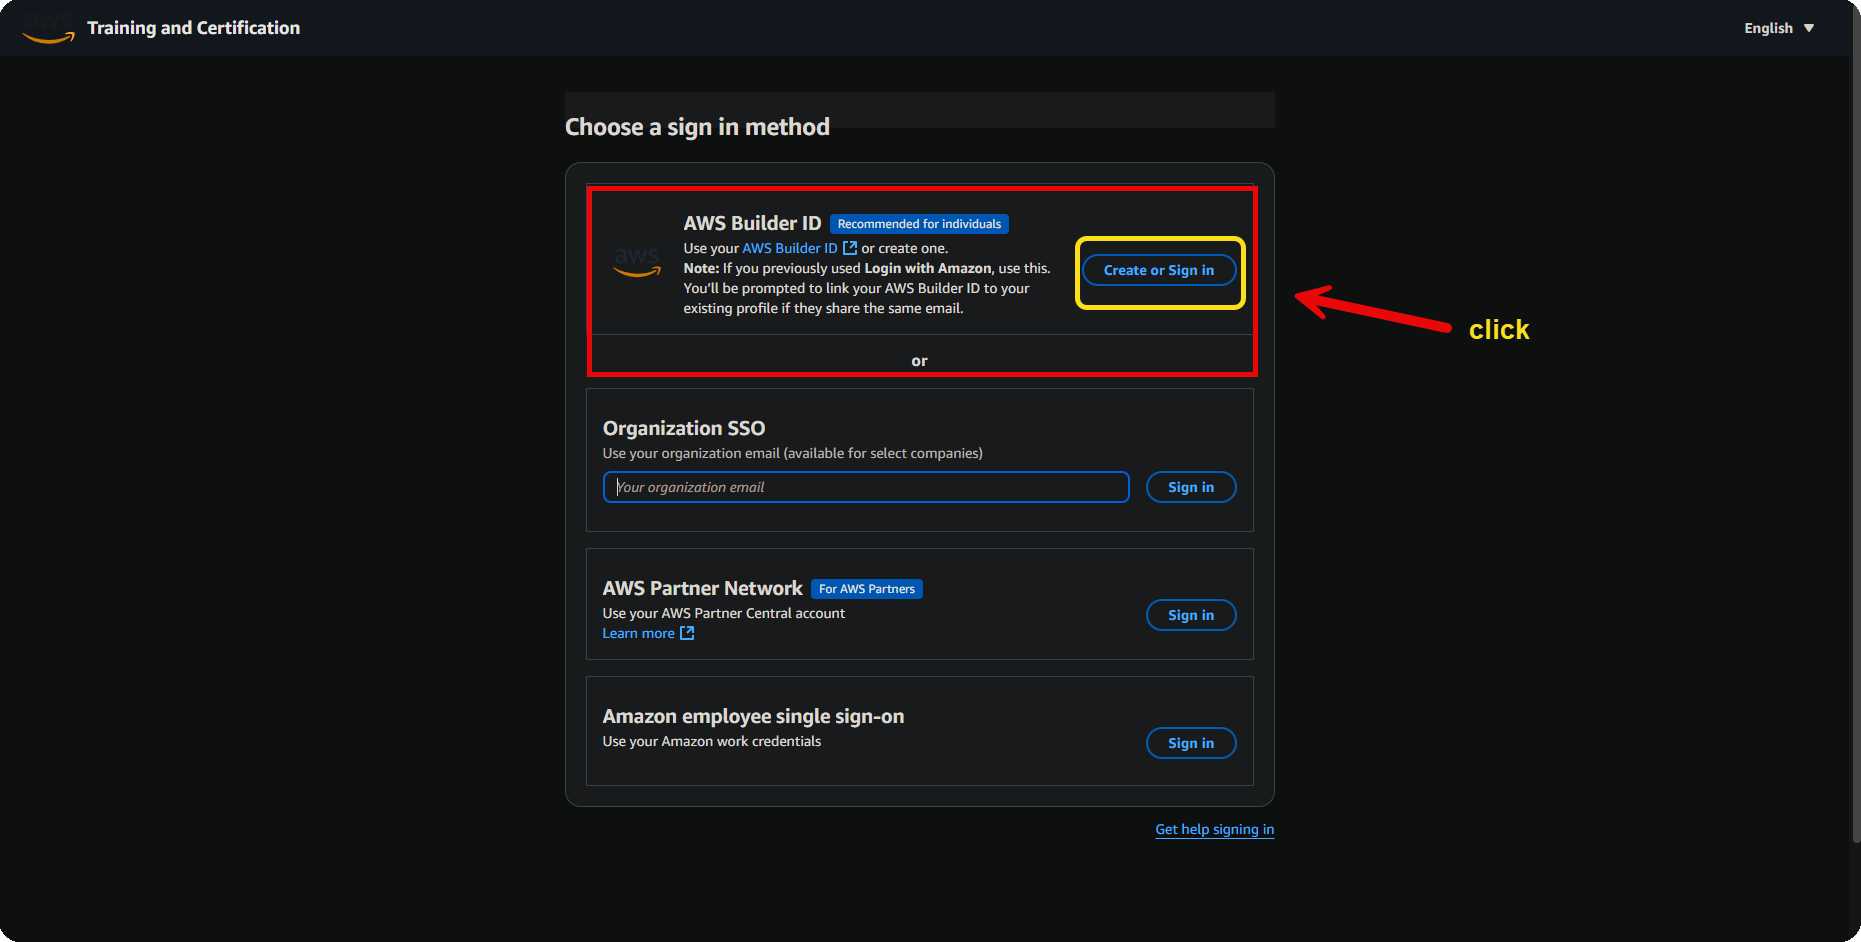 aws
Training and Certification
English
Choose a sign in method
AWS Builder ID Recommended for individuals
aws
Use your AWS Builder ID or create one.
Note: If you previously used Login with Amazon, use this.
You'll be prompted to link your AWS Builder ID to your
existing profile if they share the same email.
Create or Sign in
click
or
Organization SSO
Use your organization email (available for select companies)
Your organization email
Sign in
AWS Partner Network For AWS Partners
Use your AWS Partner Central account
Learn more
Sign in
Amazon employee single sign-on
Use your Amazon work credentials
Sign in
Get help signing in